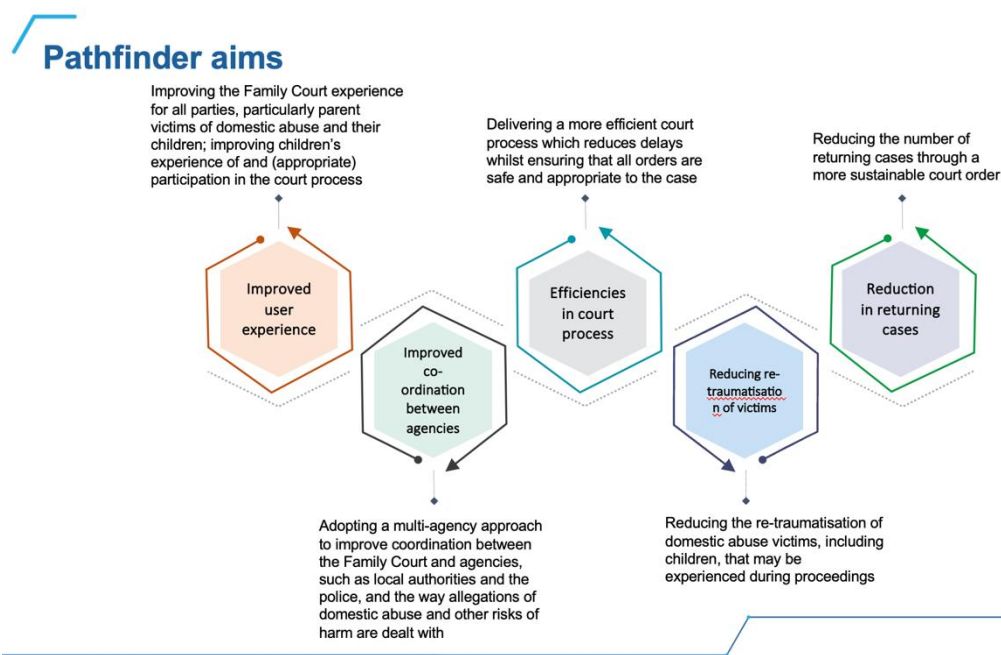 Pathfinder aims
Improving the Family Court experience
for all parties, particularly parent
victims of domestic abuse and their
children; improving children's
experience of and (appropriate)
participation in the court process
Improved
user
experience
Improved
co-
ordination
between
agencies
Adopting a multi-agency approach
to improve coordination between
the Family Court and agencies,
such as local authorities and the
police, and the way allegations of
domestic abuse and other risks of
harm are dealt with
Delivering a more efficient court
process which reduces delays
whilst ensuring that all orders are
safe and appropriate to the case
Efficiencies
in court
process
Reducing re-
traumatisatio
n of victims
Reducing the re-traumatisation of
domestic abuse victims, including
children, that may be
experienced during proceedings
Reducing the number of
returning cases through a
more sustainable court order
Reduction
in returning
cases